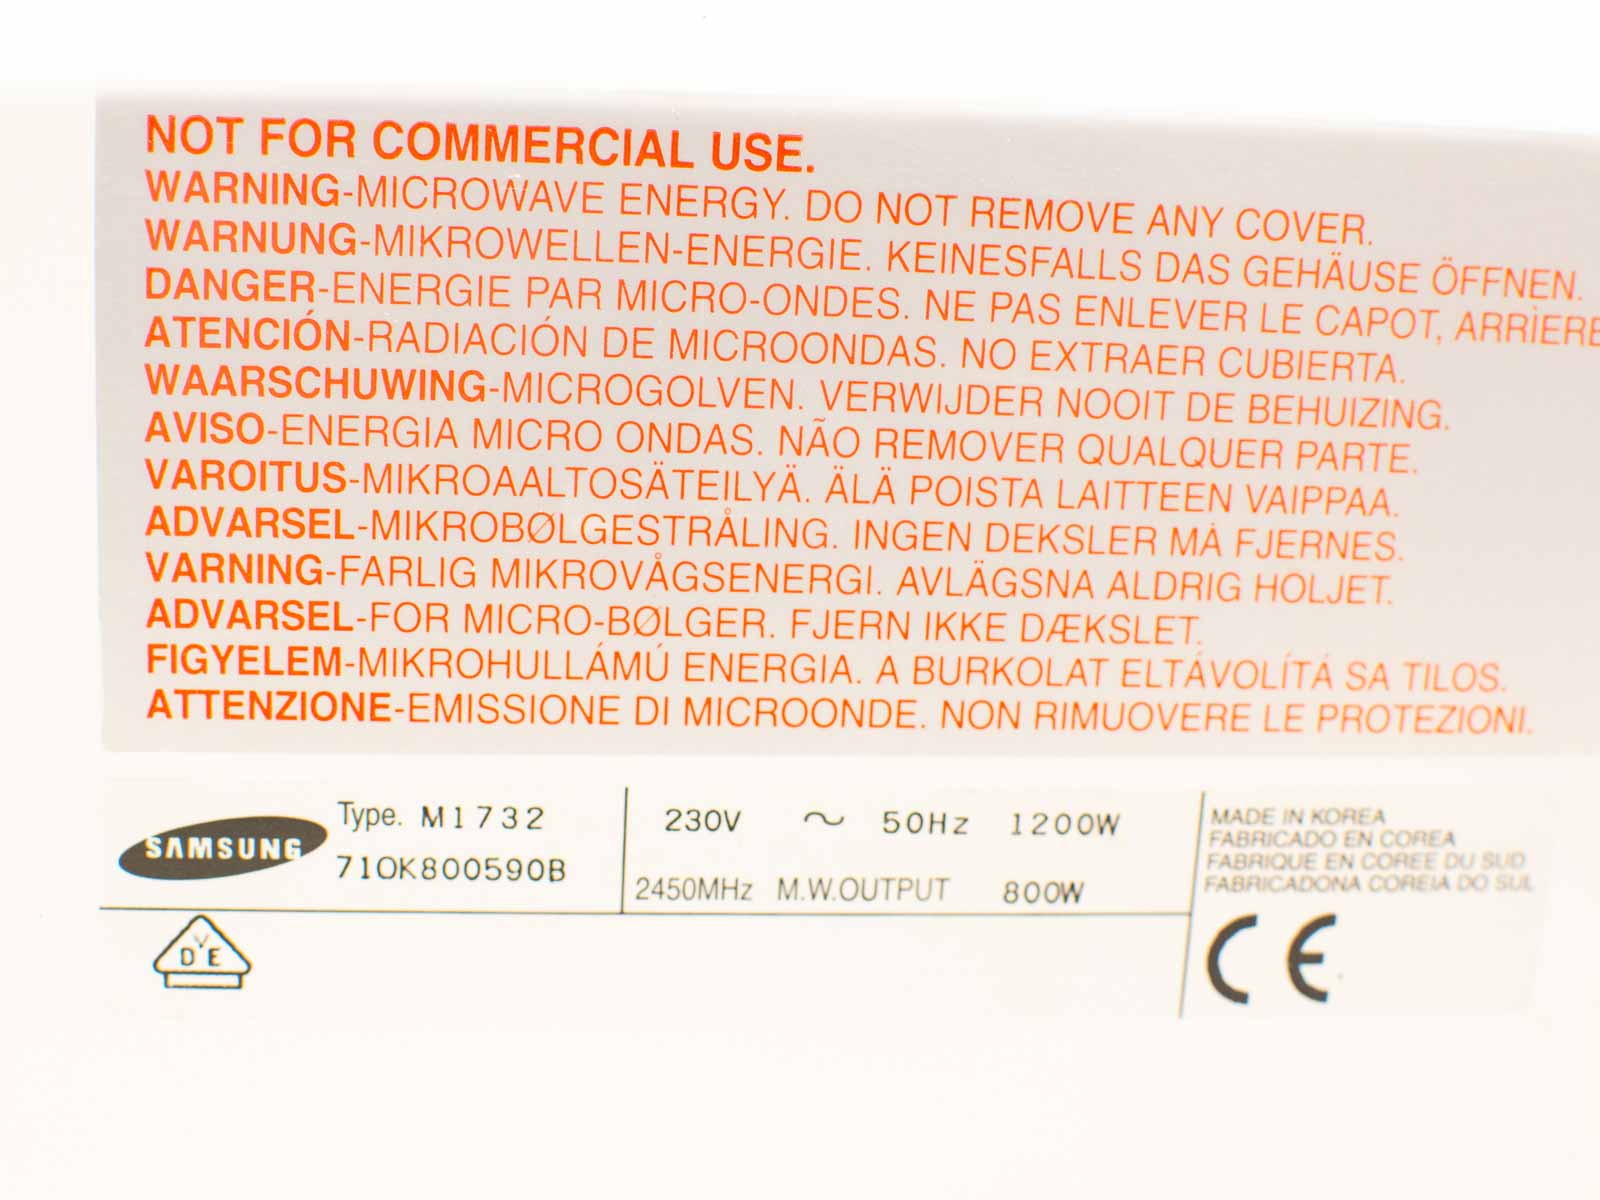 NOT FOR COMMERCIAL USE.
WARNING-MICROWAVE ENERGY. DO NOT REMOVE ANY COVER.
WARNUNG-MIKROWELLEN-ENERGIE. KEINESFALLS DAS GEHÄUSE ÖFFNEN.
DANGER-ENERGIE PAR MICRO-ONDES. NE PAS ENLEVER LE CAPOT, ARRÌERE
ATENCIÓN-RADIACIÓN DE MICROONDAS. NO EXTRAER CUBIERTA.
WAARSCHUWING-MICROGOLVEN. VERWIJDER NOOIT DE BEHUIZING.
AVISO-ENERGIA MICRO ONDAS. NÃO REMOVER QUALQUER PARTE.
VAROITUS-MIKROAALTOSÄTEILYÄ. ÄLÄ POISTA LAITTEEN VAIPPAA.
ADVARSEL-MIKROBØLGESTRÅLING. INGEN DEKSLER MÅ FJERNES.
VARNING-FARLIG MIKROVÅGSENERGI. AVLÄGSNA ALDRIG HÖLJET.
ADVARSEL-FOR MICRO-BØLGER. FJERN IKKE DÆKSLET.
FIGYELEM-MIKROHULLÁMÚ ENERGIA. A BURKOLAT ELTÁVOLÍTÁ SA TILOS.
ATTENZIONE-EMISSIONE DI MICROONDE. NON RIMUOVERE LE PROTEZIONI.
SAMSUNG
Type. M1732
710K800590B
230V ~ 50Hz 1200W
2450MHz M.W.OUTPUT 800W
MADE IN KOREA
FABRICADO EN COREA
FABRIQUE EN COREE DU SUD
FABRICADONA COREIA DO SUL
DVE
CE